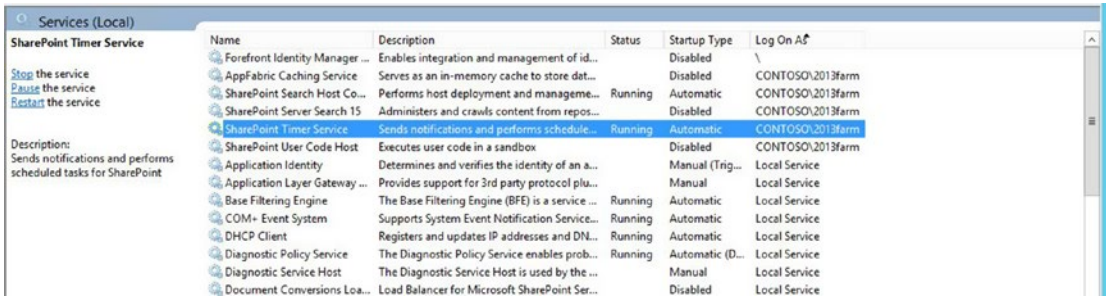 Services (Local)
SharePoint Timer Service
Stop the service
Pause the service
Restart the service
Description:
Sends notifications and performs
scheduled tasks for SharePoint
Name Description Status Startup Type Log On As
Forefront Identity Manager ... Enables integration and management of id... Disabled \
AppFabric Caching Service Serves as an in-memory cache to store dat... Disabled CONTOSO\2013farm
SharePoint Search Host Co... Performs host deployment and manageme... Running Automatic CONTOSO\2013farm
SharePoint Server Search 15 Administers and crawls content from repos... Disabled CONTOSO\2013farm
SharePoint Timer Service Sends notifications and performs schedule... Running Automatic CONTOSO\2013farm
SharePoint User Code Host Executes user code in a sandbox Disabled CONTOSO\2013farm
Application Identity Determines and verifies the identity of an a... Manual (Trig... Local Service
Application Layer Gateway ... Provides support for 3rd party protocol plu... Manual Local Service
Base Filtering Engine The Base Filtering Engine (BFE) is a service ... Running Automatic Local Service
COM+ Event System Supports System Event Notification Service... Running Automatic Local Service
DHCP Client Registers and updates IP addresses and DN... Running Automatic Local Service
Diagnostic Policy Service The Diagnostic Policy Service enables prob... Running Automatic (D... Local Service
Diagnostic Service Host The Diagnostic Service Host is used by the ... Manual Local Service
Document Conversions Loa... Load Balancer for Microsoft SharePoint Ser... Disabled Local Service